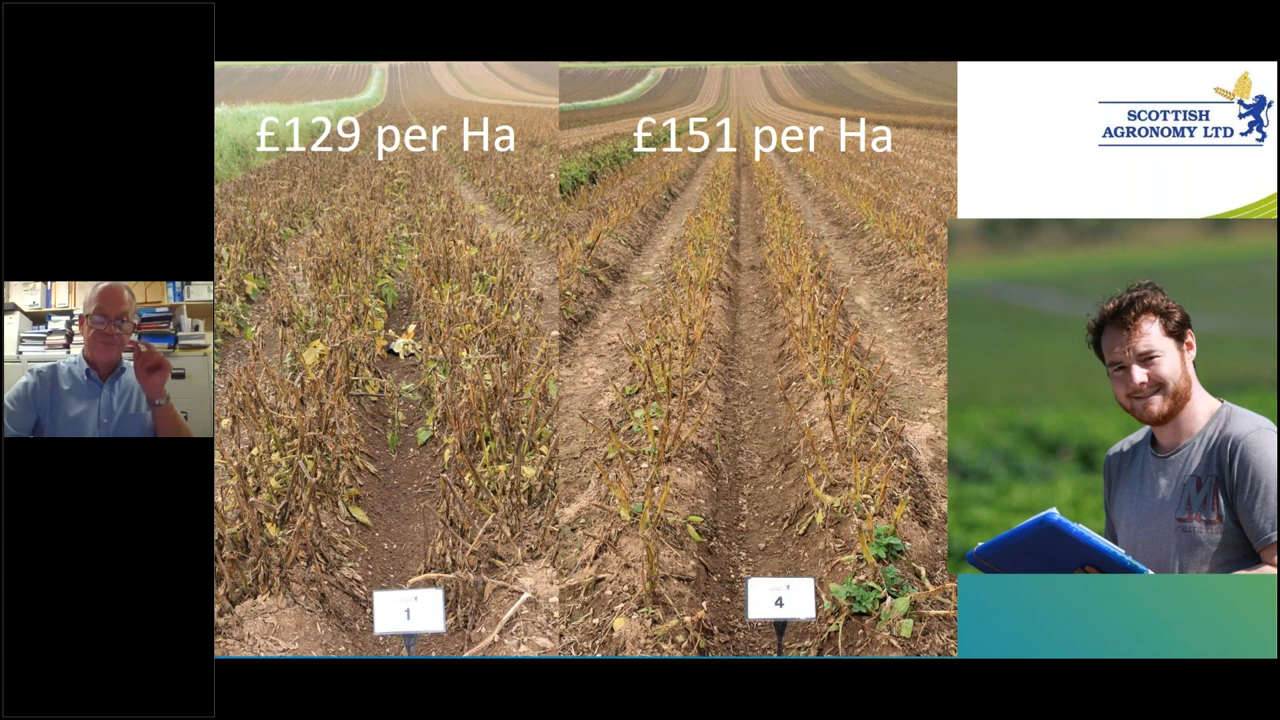 £129 per Ha
£151 per Ha
SCOTTISH
AGRONOMY LTD
M
1
4